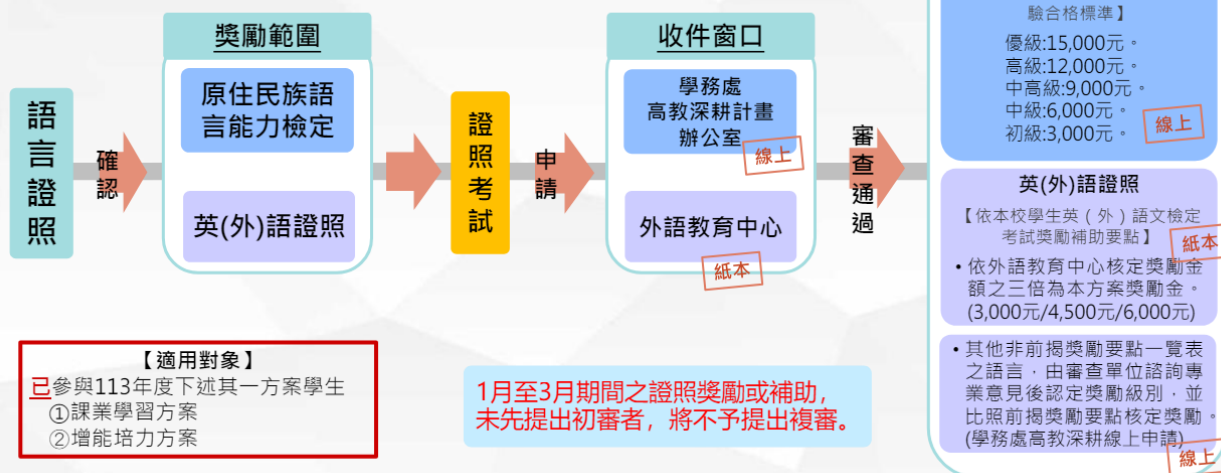 語言證照
確認
獎勵範圍
原住民族語
言能力檢定
英(外)語證照
證照考試
申請
收件窗口
學務處
高教深耕計畫
辦公室
線上
外語教育中心
紙本
審查通過
驗合格標準】
優級:15,000元。
高級:12,000元。
中高級:9,000元。
中級:6,000元。
初級:3,000元。
線上
英(外)語證照
【依本校學生英(外)語文檢定
考試獎勵補助要點】
紙本
•依外語教育中心核定獎勵金
額之三倍為本方案獎勵金。
(3,000元/4,500元/6,000元)
•其他非前揭獎勵要點一覽表
之語言,由審查單位諮詢專
業意見後認定獎勵級別,並
比照前揭獎勵要點核定獎勵。
(學務處高教深耕線上申請)
線上
【適用對象】
已參與113年度下述其一方案學生
①課業學習方案
②增能培力方案
1月至3月期間之證照獎勵或補助,
未先提出初審者,將不予提出複審。